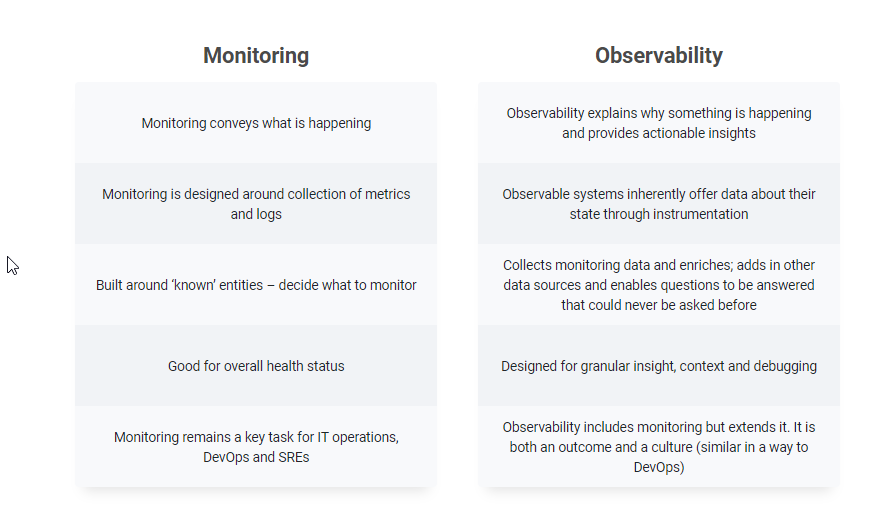 Monitoring
Observability
Monitoring conveys what is happening
Observability explains why something is happening
and provides actionable insights
Monitoring is designed around collection of metrics
and logs
Observable systems inherently offer data about their
state through instrumentation
Built around ‘known’ entities – decide what to monitor
Collects monitoring data and enriches; adds in other
data sources and enables questions to be answered
that could never be asked before
Good for overall health status
Designed for granular insight, context and debugging
Monitoring remains a key task for IT operations,
DevOps and SREs
Observability includes monitoring but extends it. It is
both an outcome and a culture (similar in a way to
DevOps)